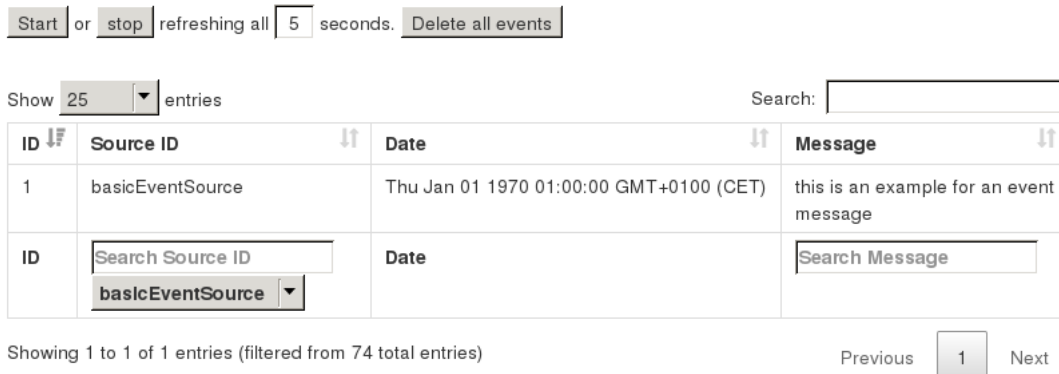 Start or stop refreshing all 5 seconds. Delete all events
Show 25 entries Search:
ID Source ID Date Message
1 basicEventSource Thu Jan 01 1970 01:00:00 GMT+0100 (CET) this is an example for an event
message
ID Search Source ID Date Search Message
basicEventSource
Showing 1 to 1 of 1 entries (filtered from 74 total entries) Previous 1 Next